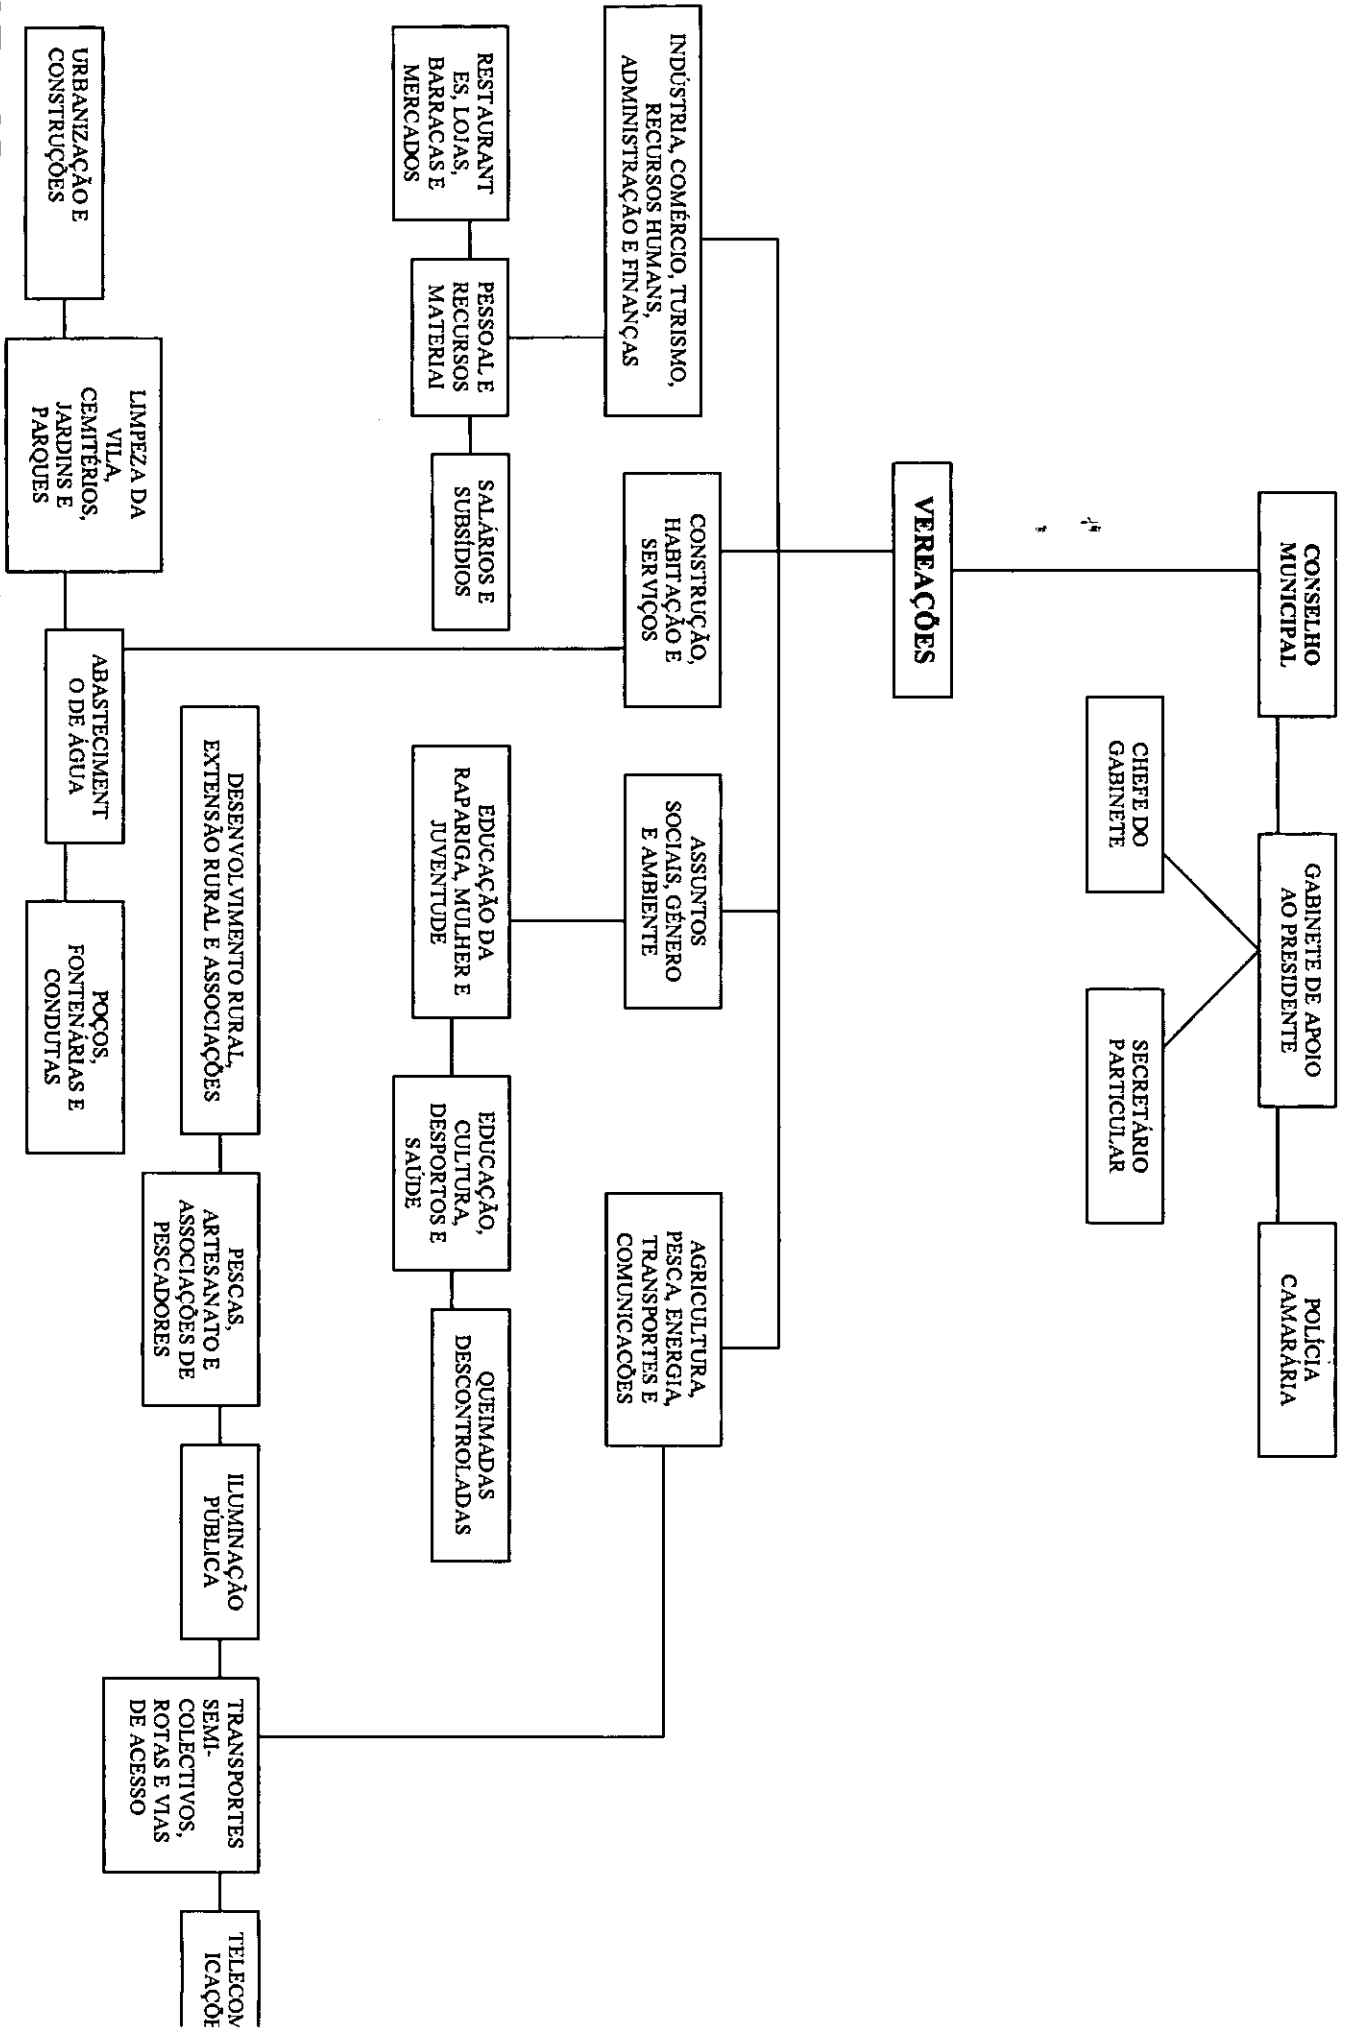 CONSELHO
MUNICIPAL
GABINETE DE APOIO
AO PRESIDENTE
POLÍCIA
CAMARÁRIA
CHEFE DO
GABINETE
SECRETÁRIO
PARTICULAR
VEREAÇÕES
INDÚSTRIA, COMÉRCIO, TURISMO,
RECURSOS HUMANS,
ADMINISTRAÇÃO E FINANÇAS
CONSTRUÇÃO,
HABITAÇÃO E
SERVIÇOS
ASSUNTOS
SOCIAIS, GÉNERO
E AMBIENTE
AGRICULTURA,
PESCA, ENERGIA,
TRANSPORTES E
COMUNICACÕES
RESTAURANT
ES, LOJAS,
BARRACAS E
MERCADOS
PESSOAL E
RECURSOS
MATERIAI
SALÁRIOS E
SUBSÍDIOS
EDUCAÇÃO DA
RAPARIGA, MULHER E
JUVENTUDE
EDUCAÇÃO,
CULTURA,
DESPORTOS E
SAÚDE
QUEIMADAS
DESCONTROLADAS
DESENVOLVIMENTO RURAL,
EXTENSÃO RURAL E ASSOCIAÇÕES
PESCAS,
ARTESANATO E
ASSOCIAÇÕES DE
PESCADORES
ILUMINAÇÃO
PÚBLICA
TRANSPORTES
SEMI-
COLECTIVOS,
ROTAS E VIAS
DE ACESSO
TELECOM
ICAÇÕE
URBANIZAÇÃO E
CONSTRUÇÕES
LIMPEZA DA
VILA,
CEMITÉRIOS,
JARDINS E
PARQUES
ABASTECIMENT
O DE ÁGUA
POÇOS,
FONTENÁRIAS E
CONDUTAS